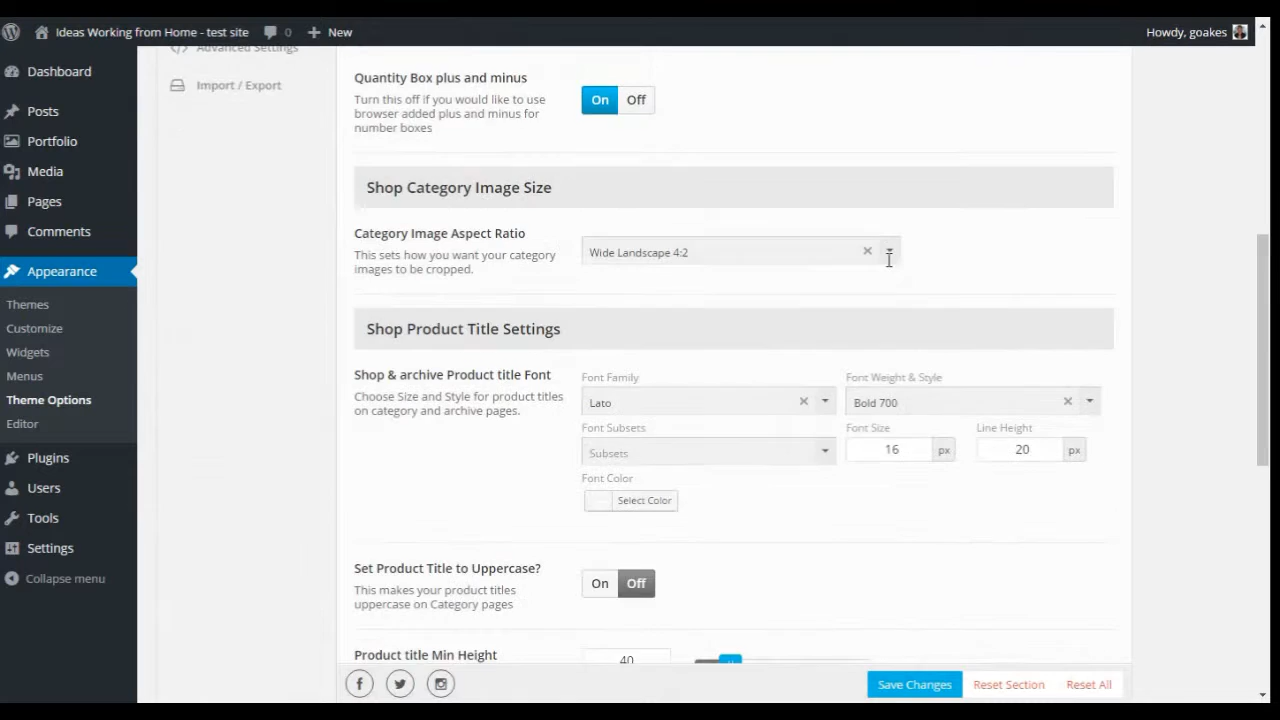 Ideas Working from Home - test site 0 New Howdy, goakes
Dashboard
Posts
Portfolio
Media
Pages
Comments
Appearance
Themes
Customize
Widgets
Menus
Theme Options
Editor
Plugins
Users
Tools
Settings
Collapse menu
Advanced Settings
Import / Export
Quantity Box plus and minus
Turn this off if you would like to use
browser added plus and minus for
number boxes
On Off
Shop Category Image Size
Category Image Aspect Ratio
This sets how you want your category
images to be cropped.
Wide Landscape 4:2
Shop Product Title Settings
Shop & archive Product title Font
Choose Size and Style for product titles
on category and archive pages.
Font Family Font Weight & Style
Lato Bold 700
Font Subsets Font Size Line Height
Subsets 16 px 20 px
Font Color
Select Color
Set Product Title to Uppercase?
This makes your product titles
uppercase on Category pages
On Off
Product title Min Height
40
Save Changes Reset Section Reset All